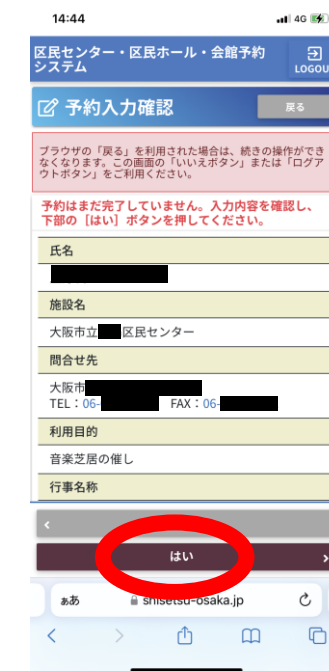 14:44
4G
区民センター・区民ホール・会館予約
システム
LOGOU
予約入力確認
戻る
ブラウザの「戻る」を利用された場合は、続きの操作ができ
なくなります。この画面の「いいえボタン」または「ログア
ウトボタン」をご利用ください。
予約はまだ完了していません。入力内容を確認し、
下部の［はい］ボタンを押してください。
氏名
施設名
大阪市立 区民センター
問合せ先
大阪市
TEL：06- FAX：06-
利用目的
音楽芝居の催し
行事名称
はい
ぁあ shisetsu-osaka.jp